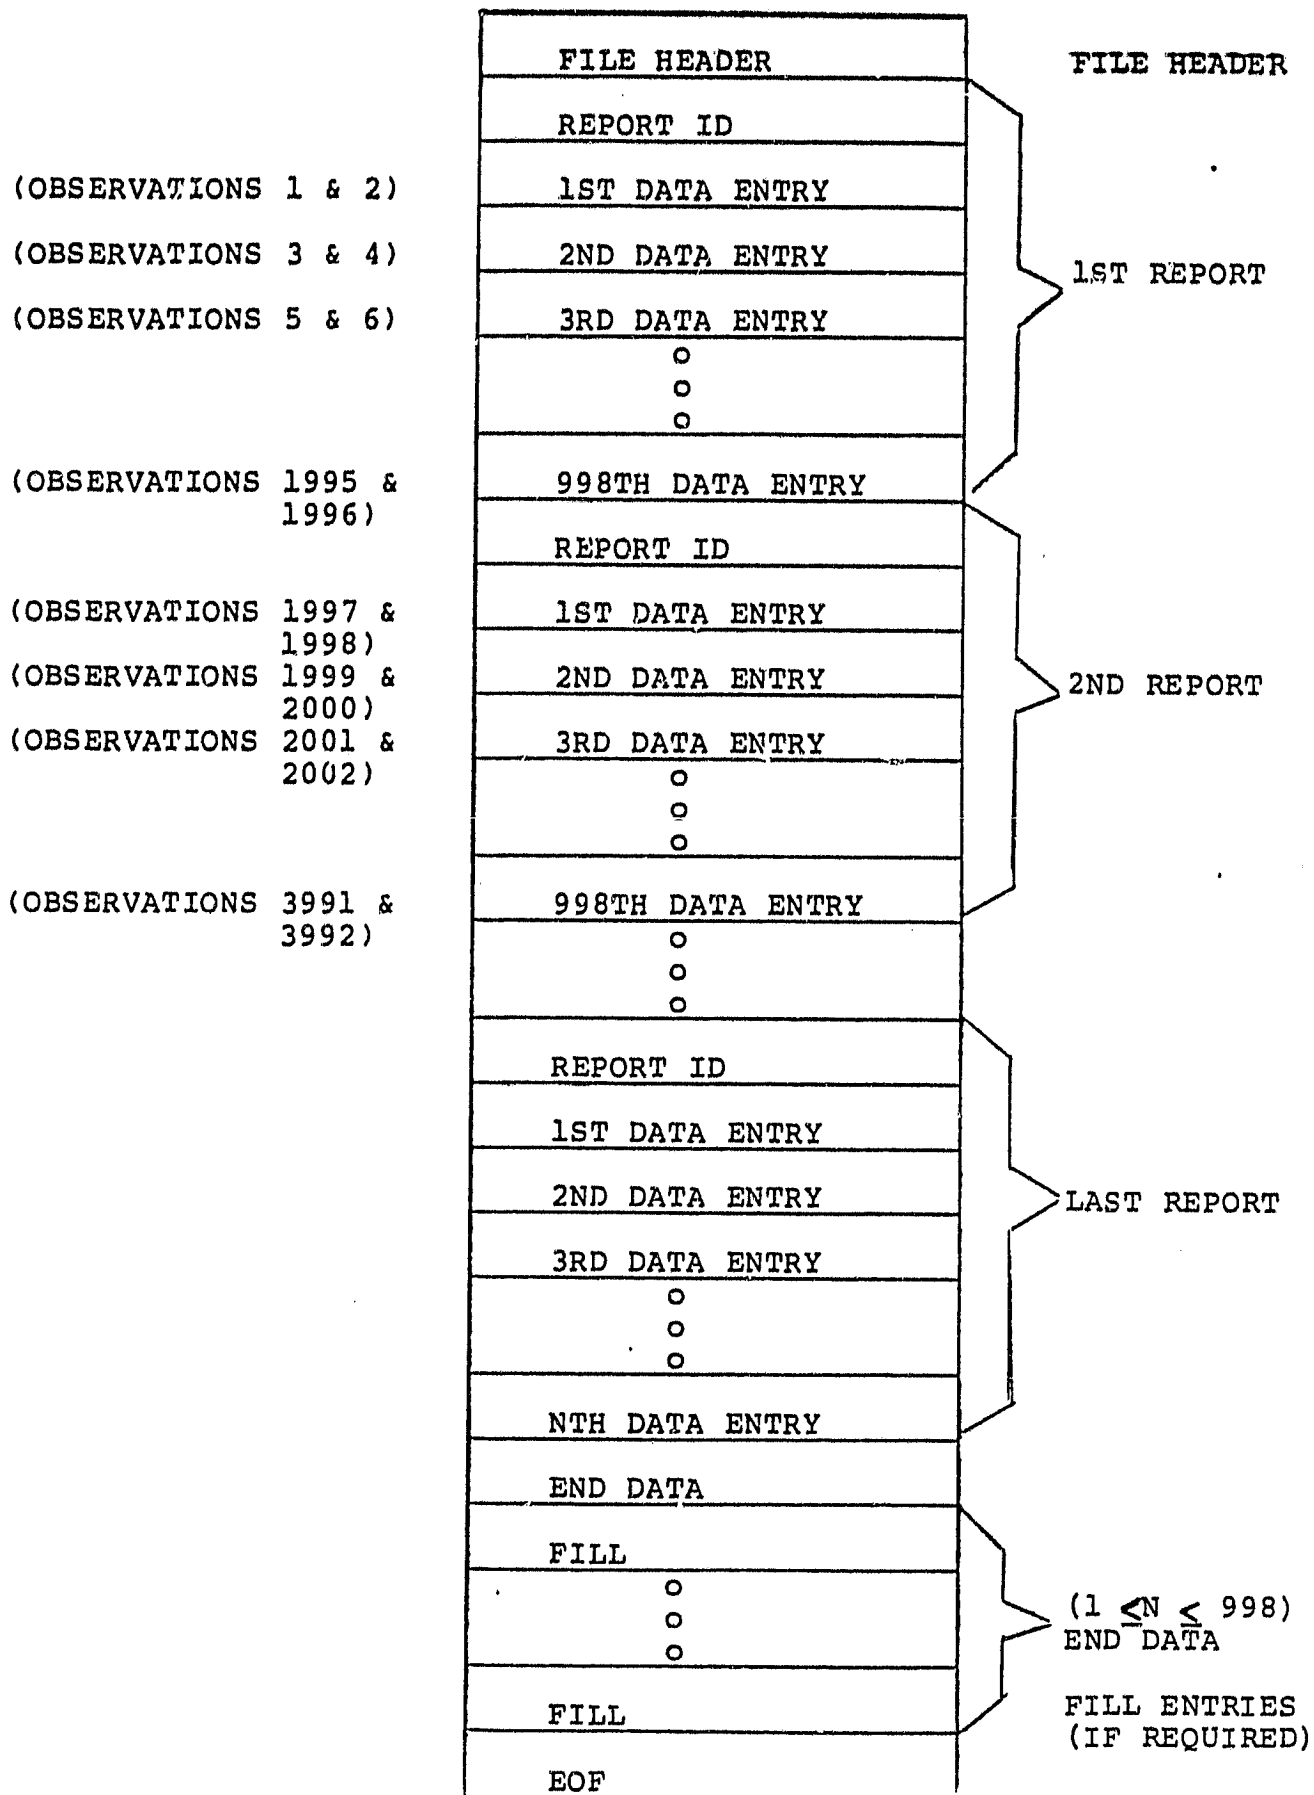 FILE HEADER FILE HEADER
REPORT ID
(OBSERVATIONS 1 & 2) 1ST DATA ENTRY
(OBSERVATIONS 3 & 4) 2ND DATA ENTRY
1ST REPORT
(OBSERVATIONS 5 & 6) 3RD DATA ENTRY
o
o
o
(OBSERVATIONS 1995 & 998TH DATA ENTRY
1996)
REPORT ID
(OBSERVATIONS 1997 & 1ST DATA ENTRY
1998)
(OBSERVATIONS 1999 & 2ND DATA ENTRY 2ND REPORT
2000)
(OBSERVATIONS 2001 & 3RD DATA ENTRY
2002)
o
o
o
(OBSERVATIONS 3991 & 998TH DATA ENTRY
3992)
o
o
o
REPORT ID
1ST DATA ENTRY
2ND DATA ENTRY LAST REPORT
3RD DATA ENTRY
o
o
o
NTH DATA ENTRY
END DATA
FILL
o
(1 ≤N ≤ 998)
o
END DATA
o
FILL FILL ENTRIES
(IF REQUIRED)
EOF